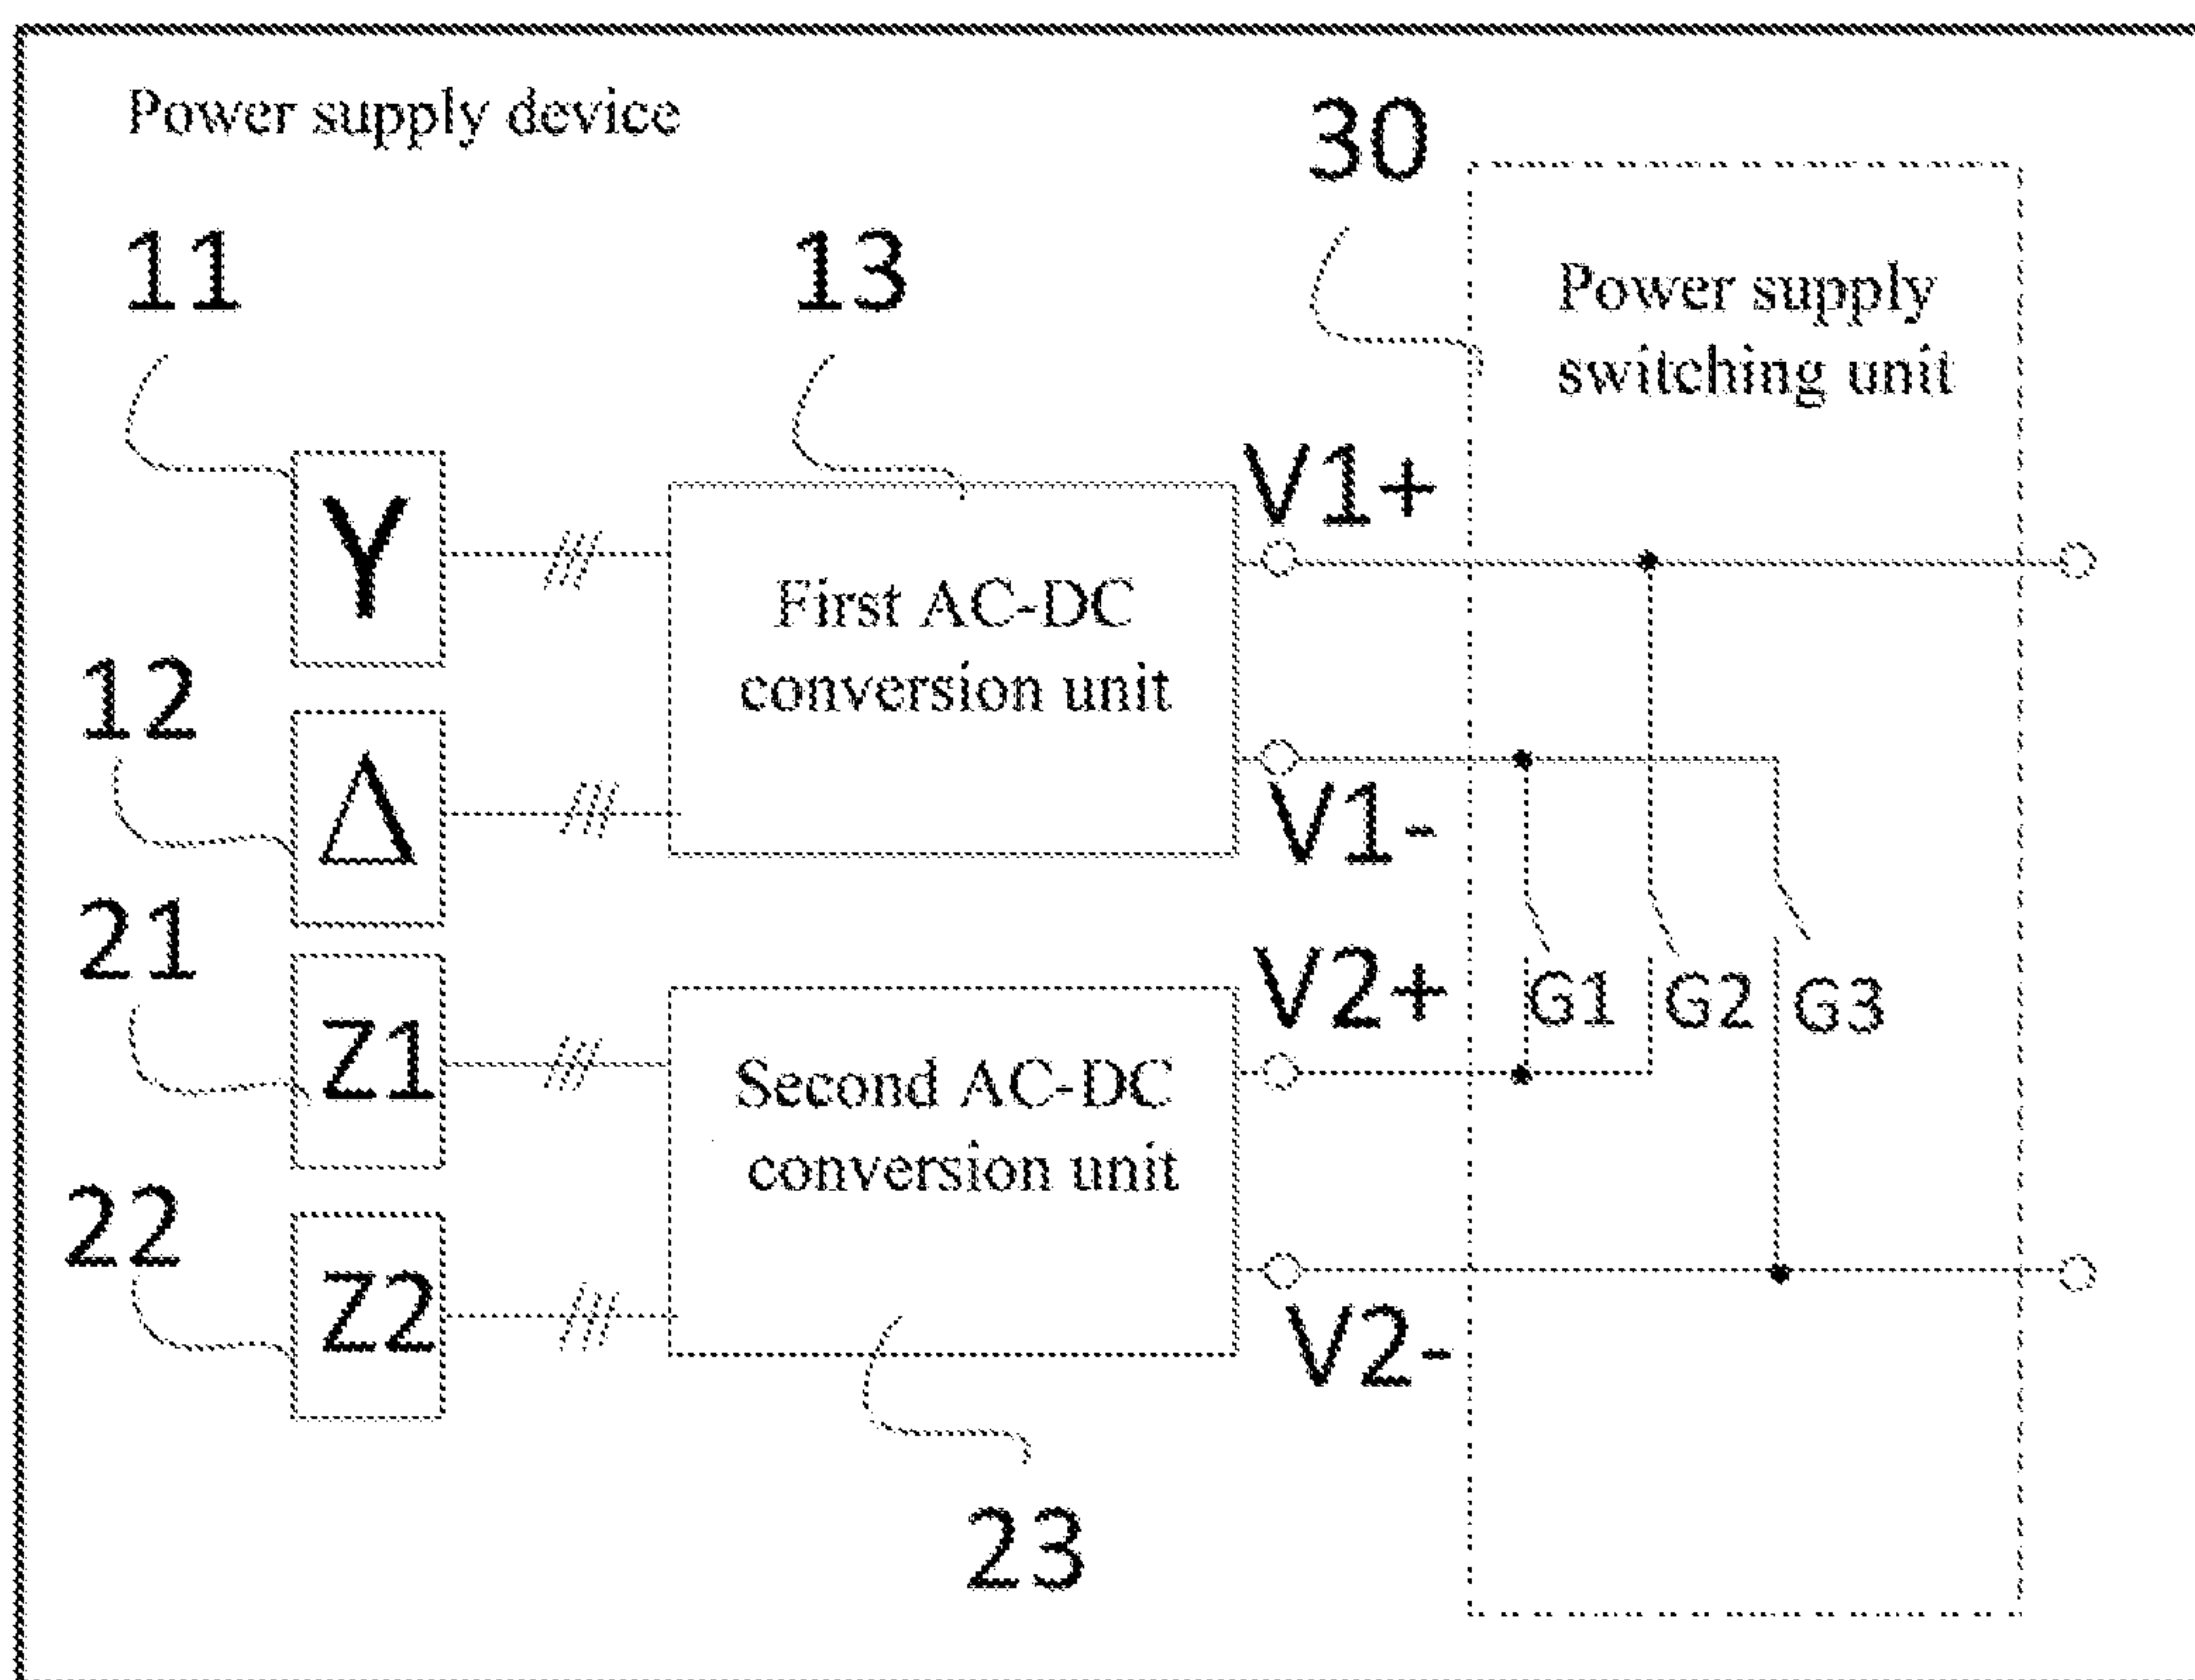 Power supply device
30
11
13
Power supply
switching unit
V1+
Y
First AC-DC
conversion unit
12
Δ
V1-
21
V2+
G1 G2 G3
Z1
Second AC-DC
conversion unit
22
Z2
V2-
23